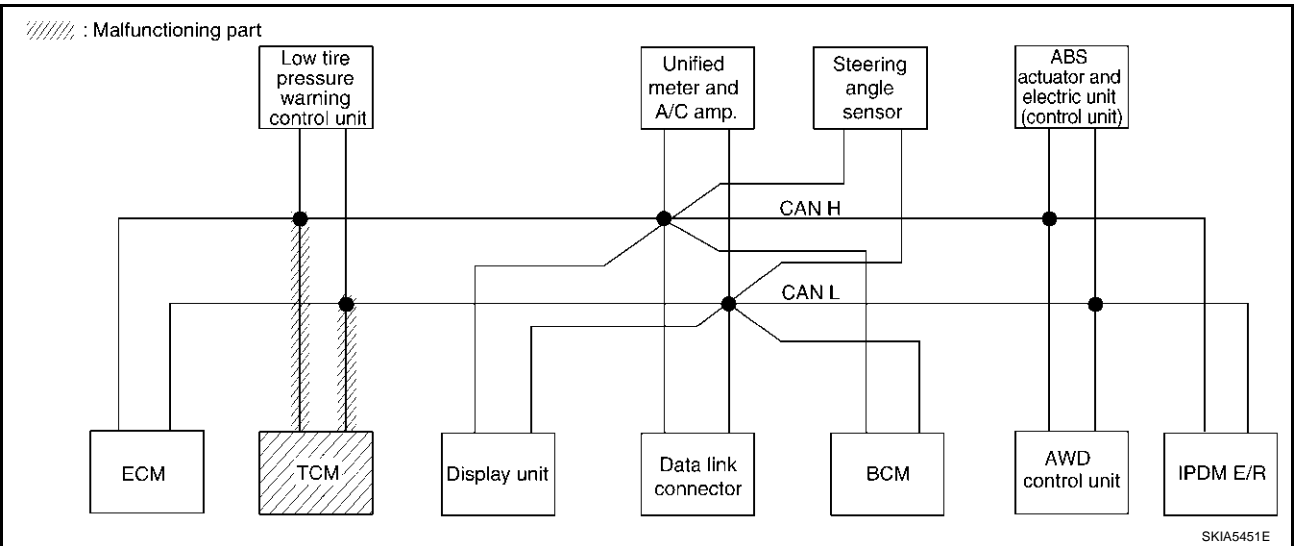 : Malfunctioning part
Low tire
pressure
warning
control unit
Unified
meter and
A/C amp.
Steering
angle
sensor
ABS
actuator and
electric unit
(control unit)
CAN H
CAN L
ECM
TCM
Display unit
Data link
connector
BCM
AWD
control unit
IPDM E/R
SKIA5451E